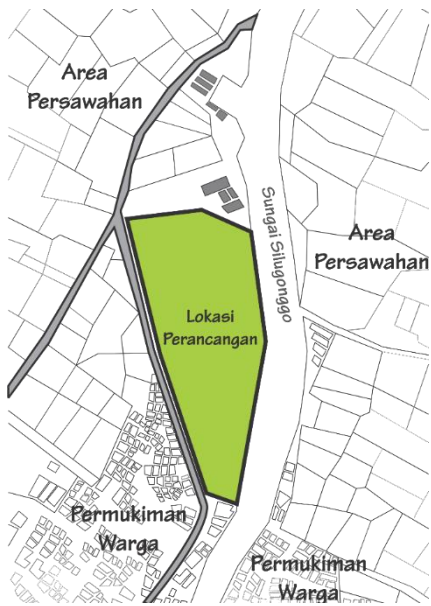 Area
Persawahan
Sungai Silugonggo
Area
Persawahan
Lokasi
Perancangan
Permukiman
Warga
Permukiman
Warga